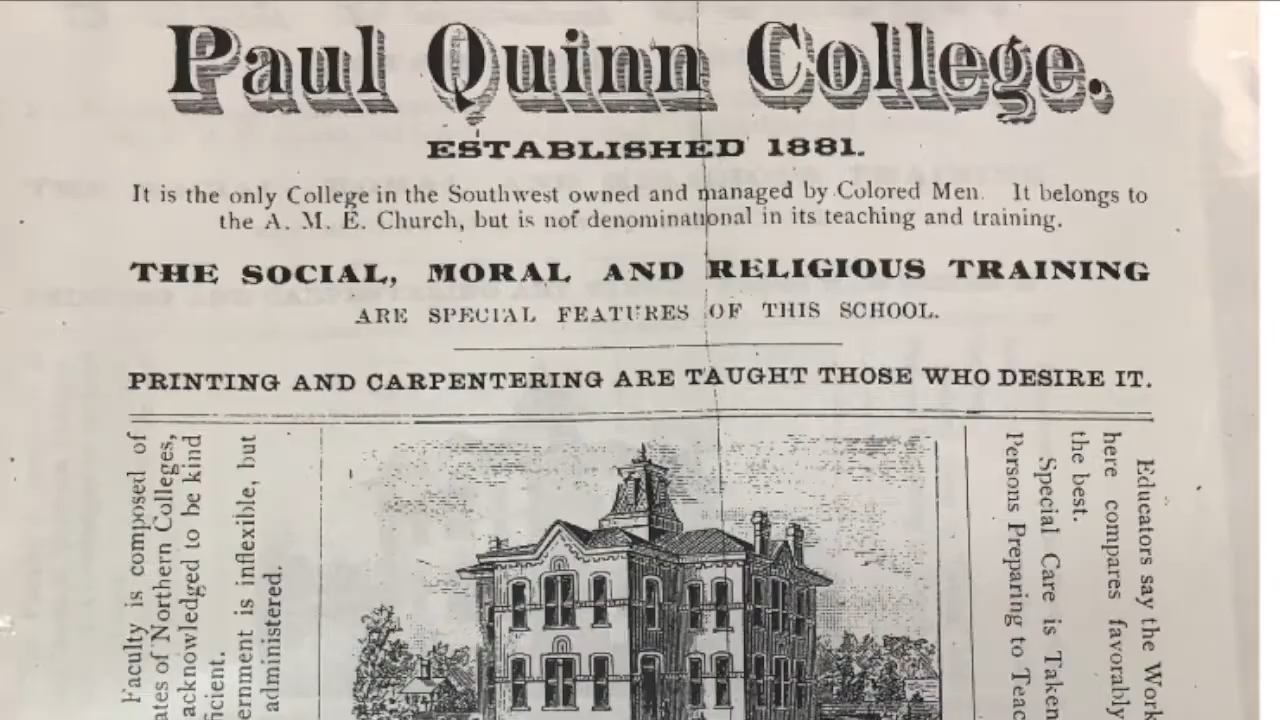 Paul Quinn College.
ESTABLISHED 1881.
It is the only College in the Southwest owned and managed by Colored Men. It belongs to
the A. M. E. Church, but is not denominational in its teaching and training.
THE SOCIAL, MORAL AND RELIGIOUS TRAINING
ARE SPECIAL FEATURES OF THIS SCHOOL.
PRINTING AND CARPENTERING ARE TAUGHT THOSE WHO DESIRE IT.
Faculty is composed of
ates of Northern Colleges,
acknowledged to be kind
ficient.
ernment is inflexible, but
administered.
Educators say the Work
here compares favorably
the best.
Special Care is Taken
Persons Preparing to Teac